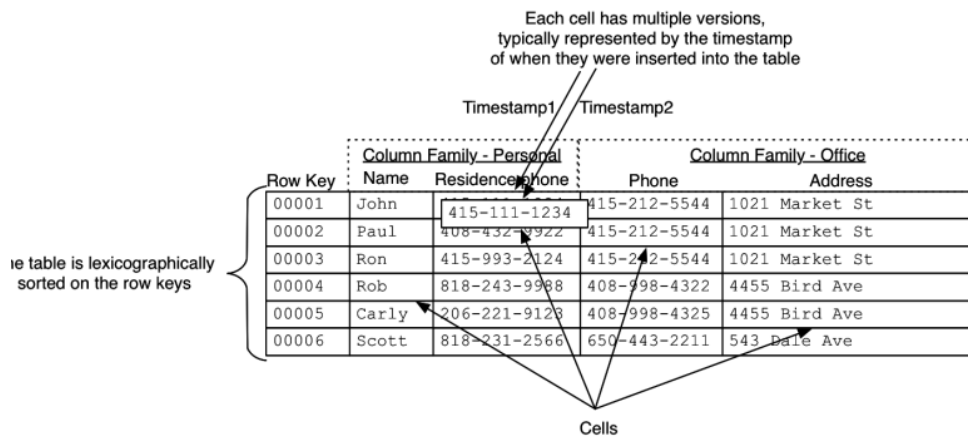 Each cell has multiple versions,
typically represented by the timestamp
of when they were inserted into the table
Timestamp1 Timestamp2
Column Family - Personal Column Family - Office
Row Key Name Residence phone Phone Address
00001 John 415-111-1234 415-212-5544 1021 Market St
00002 Paul 408-432-9922 415-212-5544 1021 Market St
00003 Ron 415-993-2124 415-212-5544 1021 Market St
00004 Rob 818-243-9988 408-998-4322 4455 Bird Ave
00005 Carly 206-221-9123 408-998-4325 4455 Bird Ave
00006 Scott 818-231-2566 650-443-2211 543 Dale Ave
table is lexicographically
sorted on the row keys
Cells